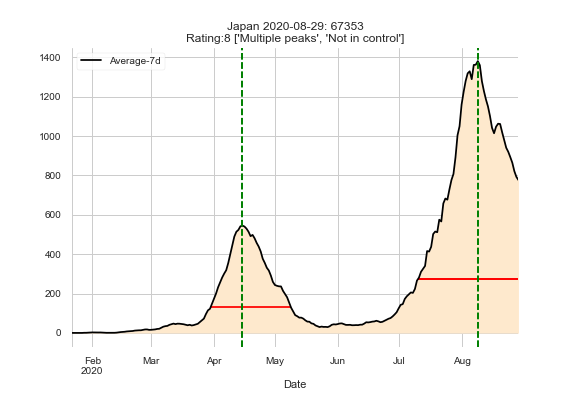 Japan 2020-08-29: 67353
Rating:8 ['Multiple peaks', 'Not in control']
Average-7d
1400
1200
1000
800
600
400
200
0
Feb Mar Apr May Jun Jul Aug
2020
Date